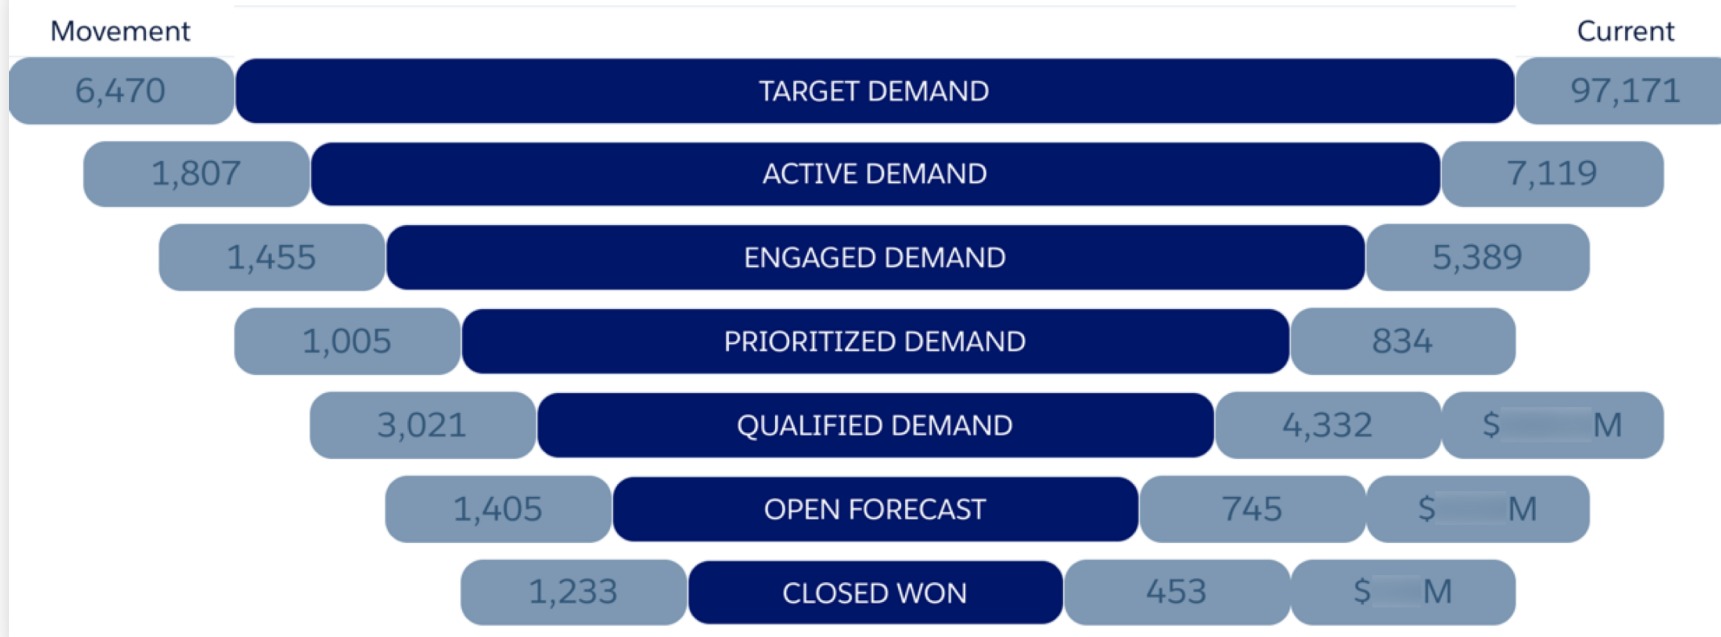 Movement Current
6,470 TARGET DEMAND 97,171
1,807 ACTIVE DEMAND 7,119
1,455 ENGAGED DEMAND 5,389
1,005 PRIORITIZED DEMAND 834
3,021 QUALIFIED DEMAND 4,332 $ M
1,405 OPEN FORECAST 745 $ M
1,233 CLOSED WON 453 $ M